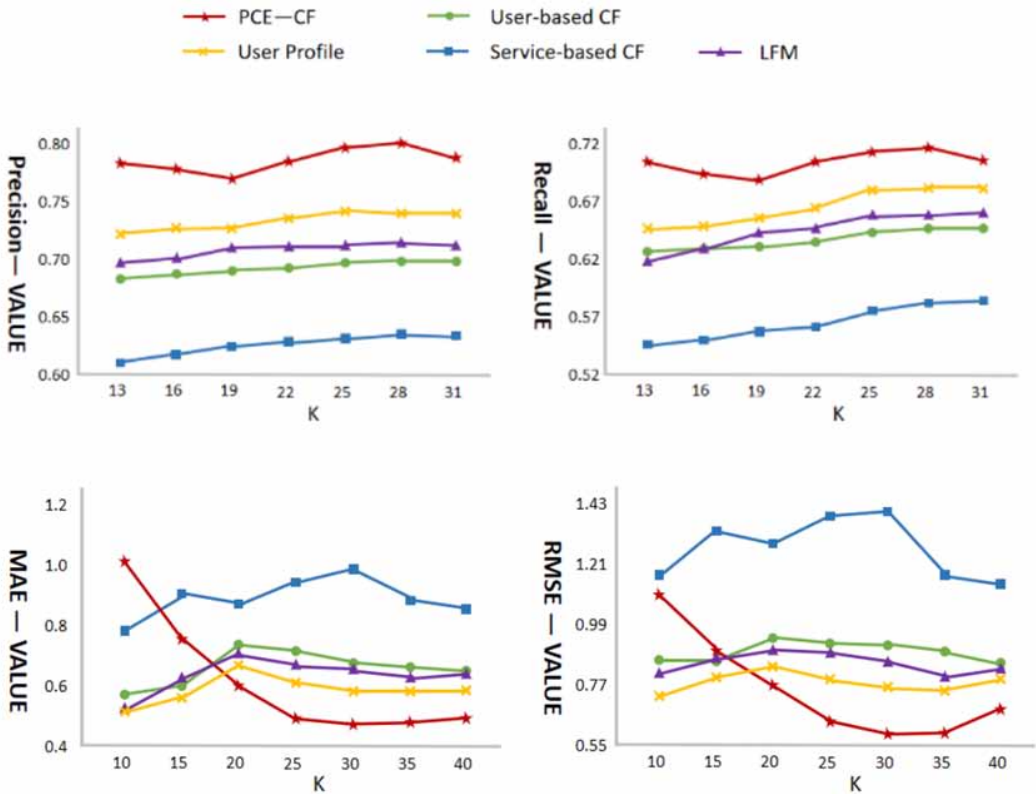 PCE—CF
User-based CF
User Profile
Service-based CF
LFM
Precision— VALUE
0.80
0.75
0.70
0.65
0.60
13 16 19 22 25 28 31
K
Recall — VALUE
0.72
0.67
0.62
0.57
0.52
13 16 19 22 25 28 31
K
MAE — VALUE
1.2
1.0
0.8
0.6
0.4
10 15 20 25 30 35 40
K
RMSE — VALUE
1.43
1.21
0.99
0.77
0.55
10 15 20 25 30 35 40
K